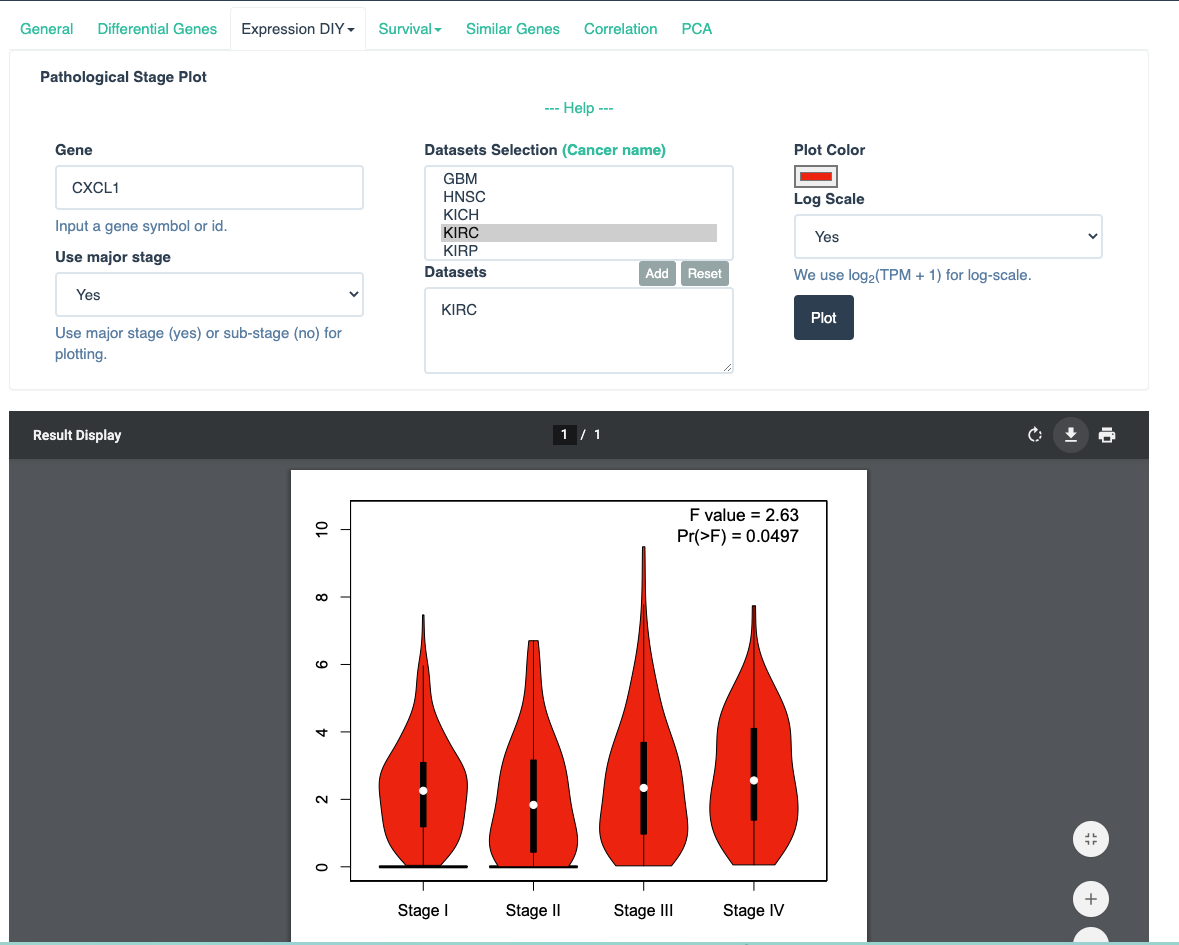 General Differential Genes Expression DIY Survival Similar Genes Correlation PCA
Pathological Stage Plot
--- Help ---
Gene
CXCL1
Input a gene symbol or id.
Use major stage
Yes
Use major stage (yes) or sub-stage (no) for
plotting.
Datasets Selection (Cancer name)
GBM
HNSC
KICH
KIRC
KIRP
Datasets
Add Reset
KIRC
Plot Color
Log Scale
Yes
We use log₂(TPM + 1) for log-scale.
Plot
Result Display
1 / 1
F value = 2.63
Pr(>F) = 0.0497
10
8
6
4
2
0
Stage I Stage II Stage III Stage IV